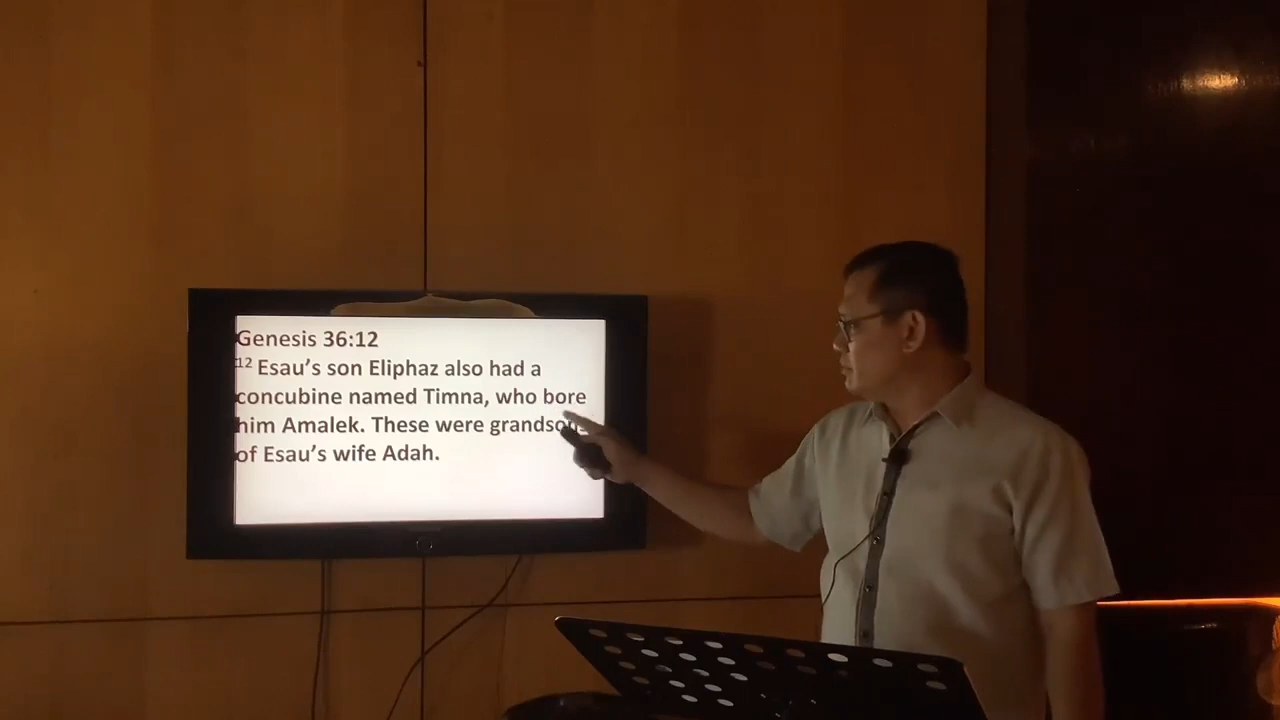 Genesis 36:12
12 Esau’s son Eliphaz also had a
concubine named Timna, who bore
him Amalek. These were grandsons
of Esau’s wife Adah.